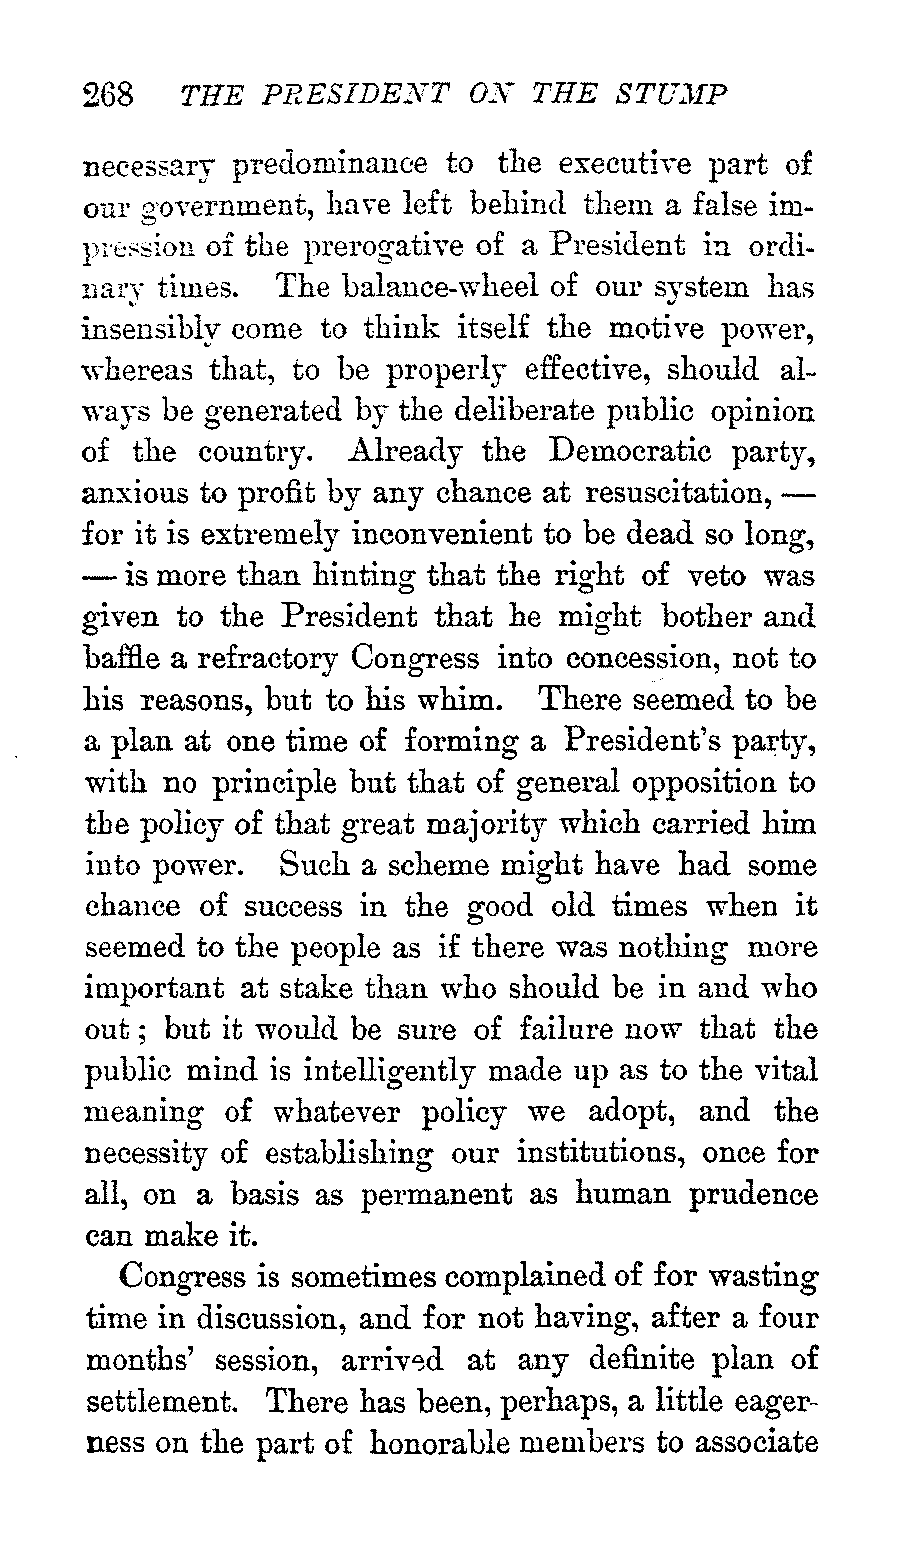 268 THE PRESIDENT ON THE STUMP
necessary predominance to the executive part of
our government, have left behind them a false im-
pression of the prerogative of a President in ordi-
nary times. The balance-wheel of our system has
insensibly come to think itself the motive power,
whereas that, to be properly effective, should al-
ways be generated by the deliberate public opinion
of the country. Already the Democratic party,
anxious to profit by any chance at resuscitation, —
for it is extremely inconvenient to be dead so long,
— is more than hinting that the right of veto was
given to the President that he might bother and
baffle a refractory Congress into concession, not to
his reasons, but to his whim. There seemed to be
a plan at one time of forming a President's party,
with no principle but that of general opposition to
the policy of that great majority which carried him
into power. Such a scheme might have had some
chance of success in the good old times when it
seemed to the people as if there was nothing more
important at stake than who should be in and who
out; but it would be sure of failure now that the
public mind is intelligently made up as to the vital
meaning of whatever policy we adopt, and the
necessity of establishing our institutions, once for
all, on a basis as permanent as human prudence
can make it.
Congress is sometimes complained of for wasting
time in discussion, and for not having, after a four
months' session, arrived at any definite plan of
settlement. There has been, perhaps, a little eager-
ness on the part of honorable members to associate